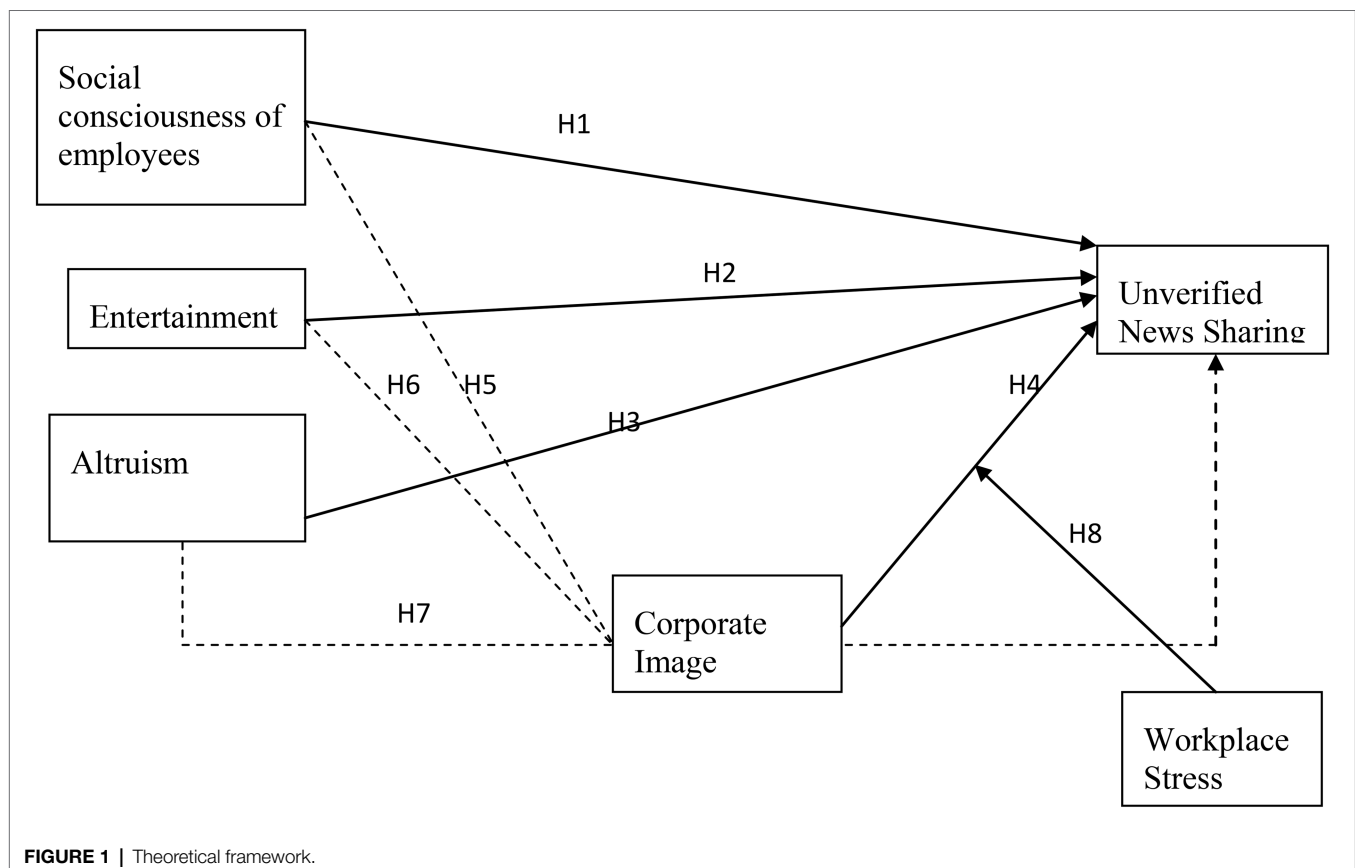 Social
consciousness of
employees
H1
Entertainment
H2
Unverified
News Sharing
H6
H5
H4
H3
Altruism
H8
H7
Corporate
Image
Workplace
Stress
FIGURE 1 | Theoretical framework.